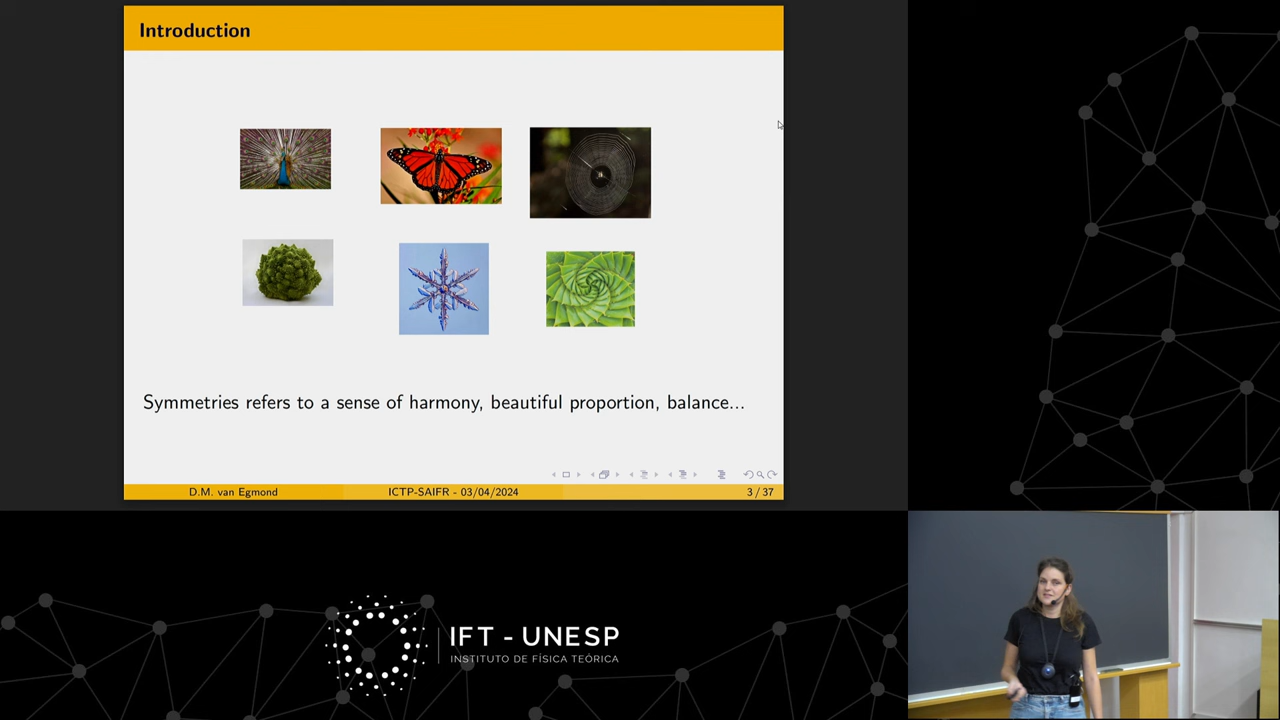 Introduction
Symmetries refers to a sense of harmony, beautiful proportion, balance...
D.M. van Egmond ICTP-SAIFR - 03/04/2024 3 / 37
IFT - UNESP
INSTITUTO DE FÍSICA TEÓRICA